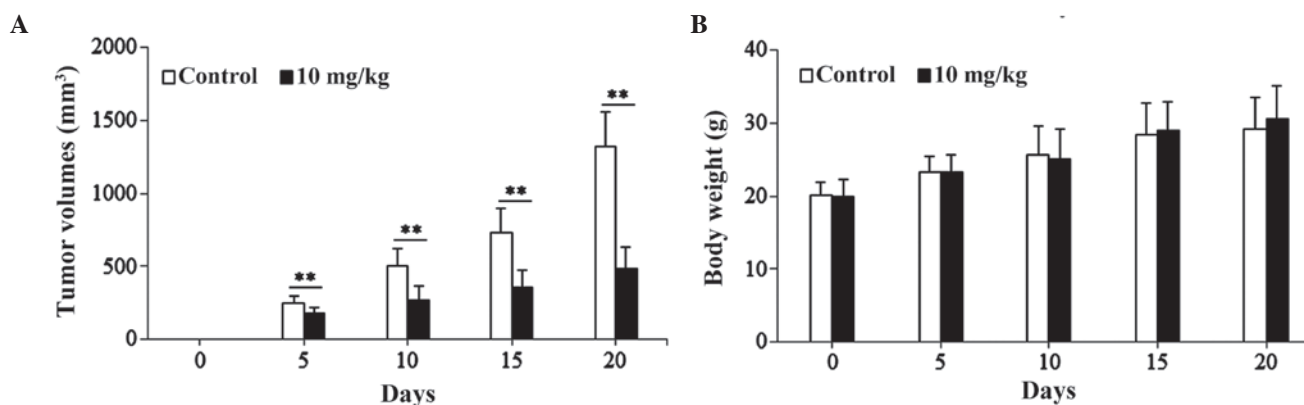 A
Tumor volumes (mm³)
2000
1500
1000
500
0
Control 10 mg/kg
**
**
**
**
0 5 10 15 20
Days
B
Body weight (g)
40
30
20
10
0
Control 10 mg/kg
0 5 10 15 20
Days